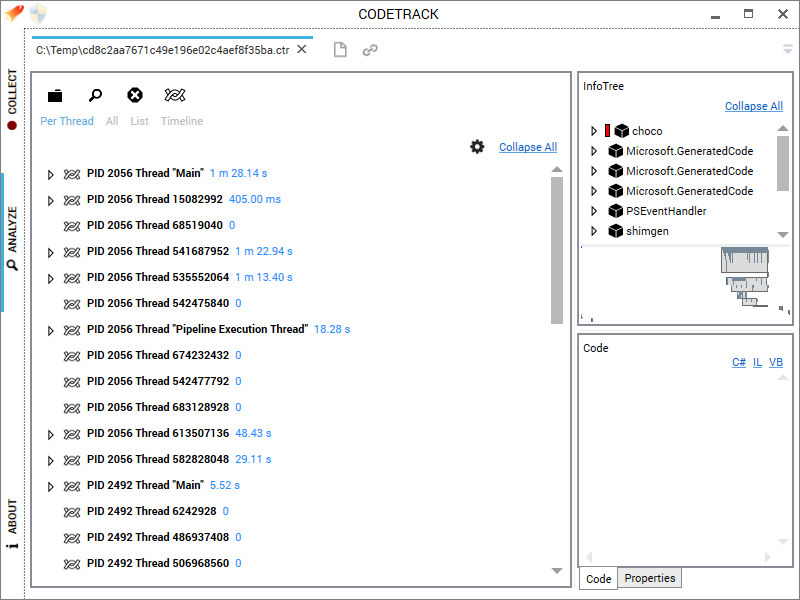 CODETRACK
COLLECT
ANALYZE
ABOUT
C:\Temp\cd8c2aa7671c49e196e02c4aef8f35ba.ctr
Per Thread All List Timeline
Collapse All
PID 2056 Thread "Main" 1 m 28.14 s
PID 2056 Thread 15082992 405.00 ms
PID 2056 Thread 68519040 0
PID 2056 Thread 541687952 1 m 22.94 s
PID 2056 Thread 535552064 1 m 13.40 s
PID 2056 Thread 542475840 0
PID 2056 Thread "Pipeline Execution Thread" 18.28 s
PID 2056 Thread 674232432 0
PID 2056 Thread 542477792 0
PID 2056 Thread 683128928 0
PID 2056 Thread 613507136 48.43 s
PID 2056 Thread 582828048 29.11 s
PID 2492 Thread "Main" 5.52 s
PID 2492 Thread 6242928 0
PID 2492 Thread 486937408 0
PID 2492 Thread 506968560 0
InfoTree
Collapse All
choco
Microsoft.GeneratedCode
Microsoft.GeneratedCode
Microsoft.GeneratedCode
PSEventHandler
shimgen
Code
C# IL VB
Code Properties